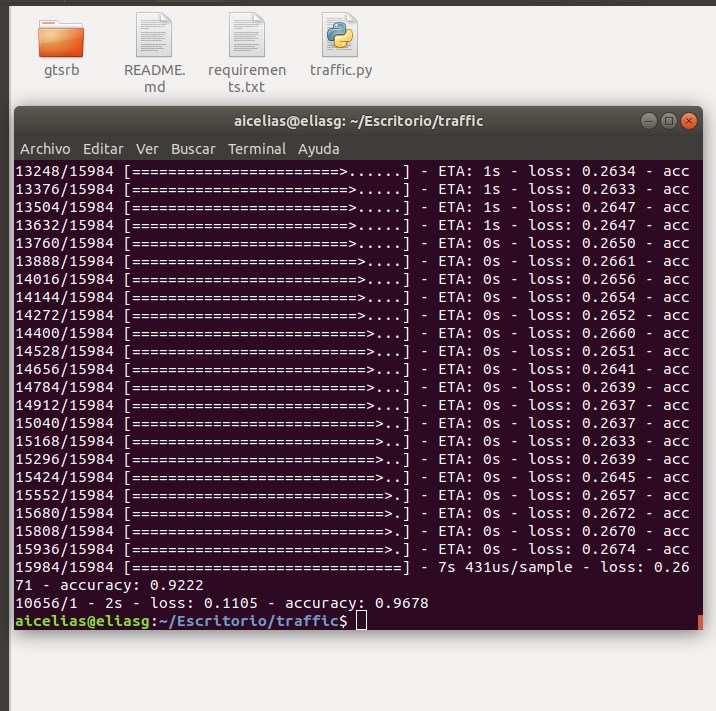 gtsrb
README.
md
requiremen
ts.txt
traffic.py
aicelias@eliasg: ~/Escritorio/traffic
Archivo Editar Ver Buscar Terminal Ayuda
13248/15984 [=======================>......] - ETA: 1s - loss: 0.2634 - acc
13376/15984 [========================>.....] - ETA: 1s - loss: 0.2633 - acc
13504/15984 [========================>.....] - ETA: 1s - loss: 0.2647 - acc
13632/15984 [========================>.....] - ETA: 1s - loss: 0.2647 - acc
13760/15984 [========================>.....] - ETA: 0s - loss: 0.2650 - acc
13888/15984 [=========================>....] - ETA: 0s - loss: 0.2661 - acc
14016/15984 [=========================>....] - ETA: 0s - loss: 0.2656 - acc
14144/15984 [=========================>....] - ETA: 0s - loss: 0.2654 - acc
14272/15984 [=========================>....] - ETA: 0s - loss: 0.2652 - acc
14400/15984 [==========================>...] - ETA: 0s - loss: 0.2660 - acc
14528/15984 [==========================>...] - ETA: 0s - loss: 0.2651 - acc
14656/15984 [==========================>...] - ETA: 0s - loss: 0.2641 - acc
14784/15984 [==========================>...] - ETA: 0s - loss: 0.2639 - acc
14912/15984 [==========================>...] - ETA: 0s - loss: 0.2637 - acc
15040/15984 [===========================>..] - ETA: 0s - loss: 0.2637 - acc
15168/15984 [===========================>..] - ETA: 0s - loss: 0.2633 - acc
15296/15984 [===========================>..] - ETA: 0s - loss: 0.2639 - acc
15424/15984 [===========================>..] - ETA: 0s - loss: 0.2645 - acc
15552/15984 [============================>.] - ETA: 0s - loss: 0.2657 - acc
15680/15984 [============================>.] - ETA: 0s - loss: 0.2672 - acc
15808/15984 [============================>.] - ETA: 0s - loss: 0.2670 - acc
15936/15984 [============================>.] - ETA: 0s - loss: 0.2674 - acc
15984/15984 [==============================] - 7s 431us/sample - loss: 0.26
71 - accuracy: 0.9222
10656/1 - 2s - loss: 0.1105 - accuracy: 0.9678
aicelias@eliasg:~/Escritorio/traffic$